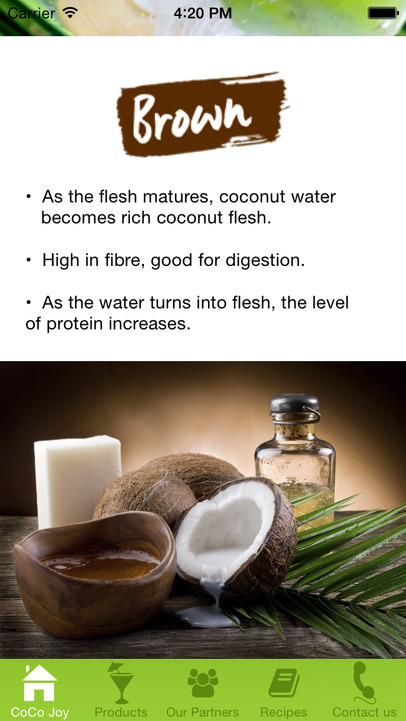 Carrier 4:20 PM
Brown
• As the flesh matures, coconut water
becomes rich coconut flesh.
• High in fibre, good for digestion.
• As the water turns into flesh, the level
of protein increases.
CoCo Joy Products Our Partners Recipes Contact us